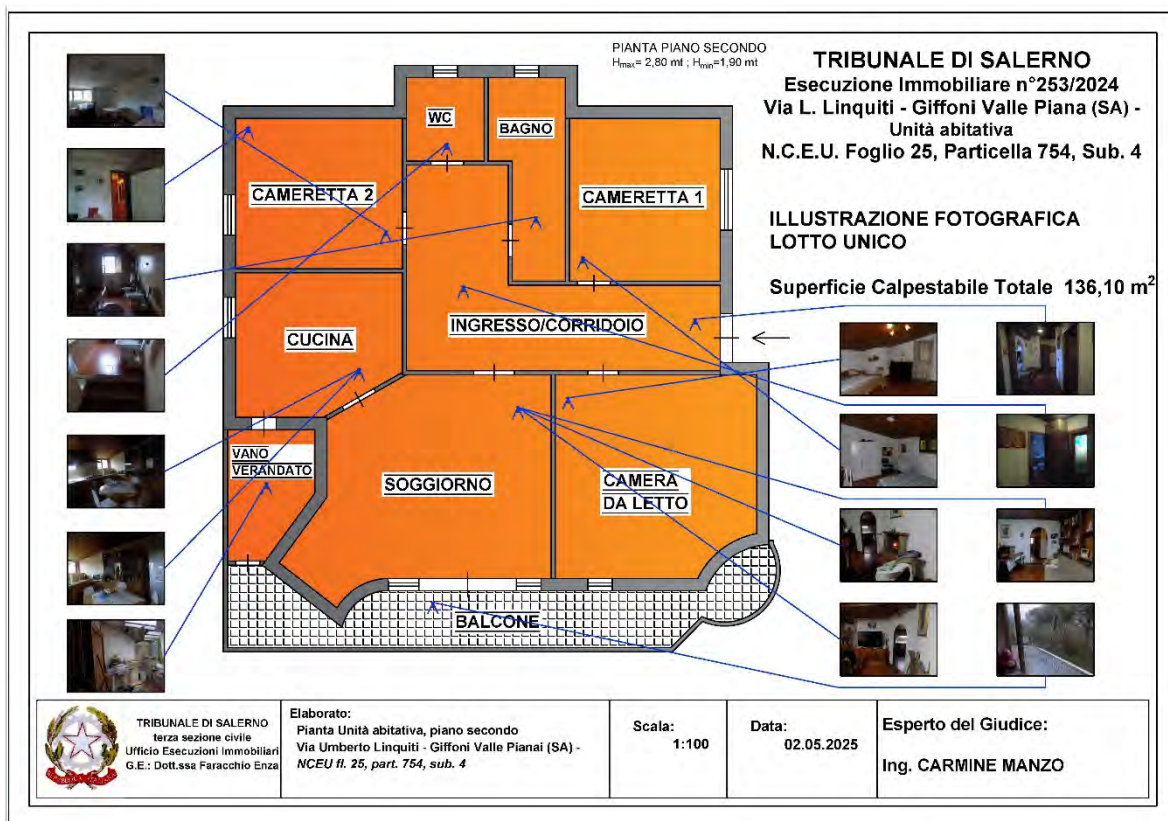 PIANTA PIANO SECONDO
Hmax= 2,80 mt ; Hmin=1,90 mt
TRIBUNALE DI SALERNO
Esecuzione Immobiliare n°253/2024
Via L. Linquiti - Giffoni Valle Piana (SA) -
Unità abitativa
N.C.E.U. Foglio 25, Particella 754, Sub. 4
ILLUSTRAZIONE FOTOGRAFICA
LOTTO UNICO
Superficie Calpestabile Totale 136,10 m²
WC
BAGNO
CAMERETTA 2
CAMERETTA 1
INGRESSO/CORRIDOIO
CUCINA
VANO
VERANDATO
SOGGIORNO
CAMERA
DA LETTO
BALCONE
TRIBUNALE DI SALERNO
terza sezione civile
Ufficio Esecuzioni Immobiliari
G.E.: Dott.ssa Faracchio Enza
Elaborato:
Pianta Unità abitativa, piano secondo
Via Umberto Linquiti - Giffoni Valle Pianai (SA) -
NCEU fl. 25, part. 754, sub. 4
Scala:
1:100
Data:
02.05.2025
Esperto del Giudice:
Ing. CARMINE MANZO